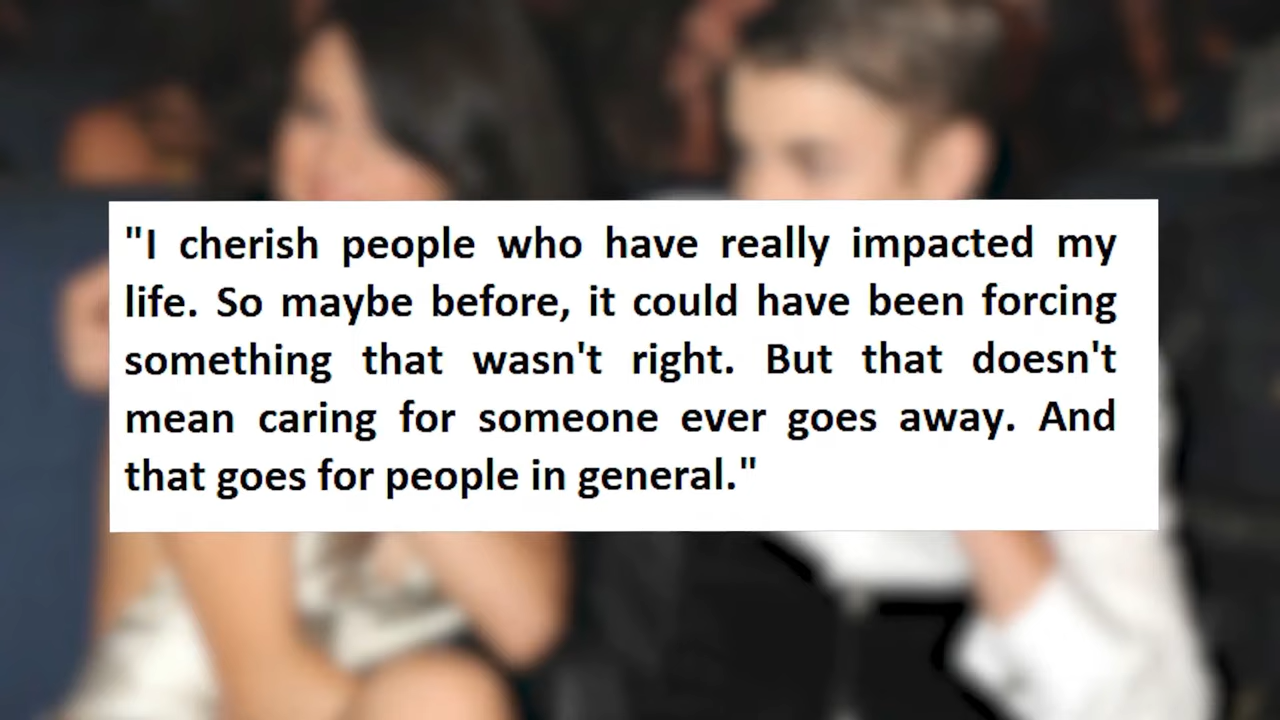 "I cherish people who have really impacted my
life. So maybe before, it could have been forcing
something that wasn't right. But that doesn't
mean caring for someone ever goes away. And
that goes for people in general."